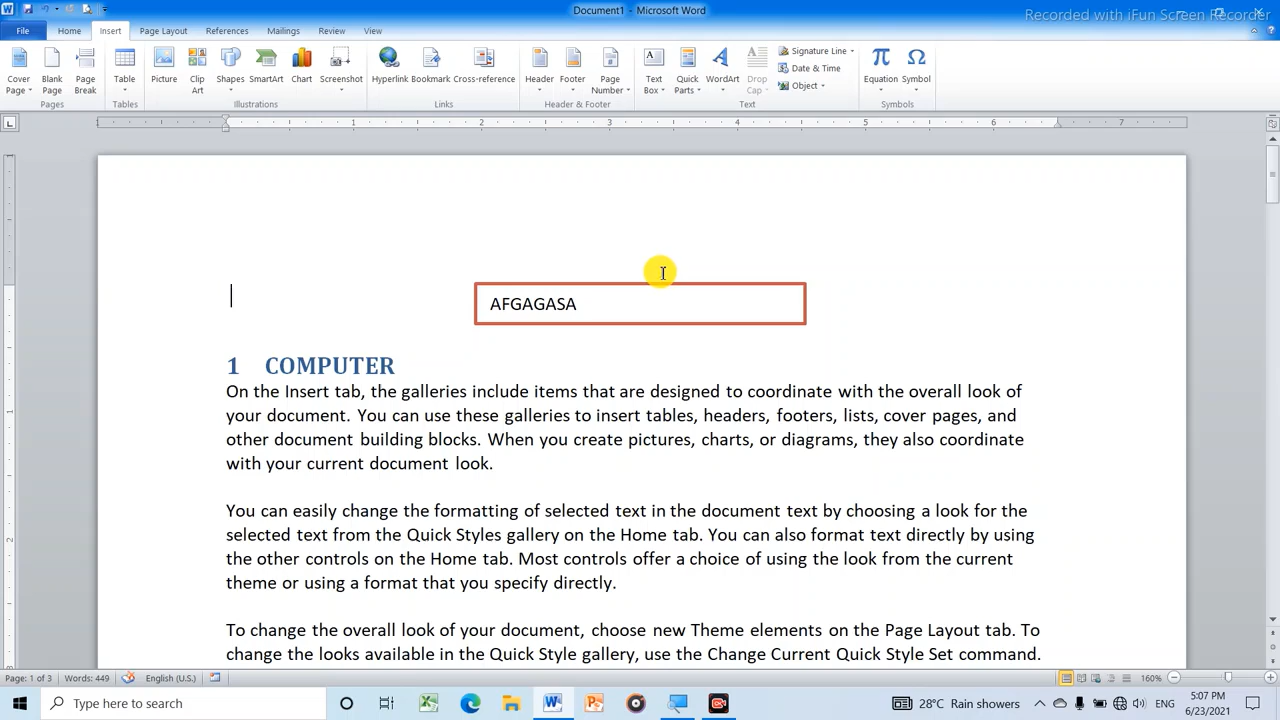 Document1 - Microsoft Word
Recorded with iFun Screen Recorder
File Home Insert Page Layout References Mailings Review View
Cover Page Blank Page Page Break Table Picture Clip Art Shapes SmartArt Chart Screenshot Hyperlink Bookmark Cross-reference Header Footer Page Number Text Box Quick Parts WordArt Drop Cap Signature Line Date & Time Object Equation Symbol
Pages Tables Illustrations Links Header & Footer Text Symbols
1 1 2 3 4 5 6 7
AFGAGASA
1 COMPUTER
On the Insert tab, the galleries include items that are designed to coordinate with the overall look of
your document. You can use these galleries to insert tables, headers, footers, lists, cover pages, and
other document building blocks. When you create pictures, charts, or diagrams, they also coordinate
with your current document look.
You can easily change the formatting of selected text in the document text by choosing a look for the
selected text from the Quick Styles gallery on the Home tab. You can also format text directly by using
the other controls on the Home tab. Most controls offer a choice of using the look from the current
theme or using a format that you specify directly.
To change the overall look of your document, choose new Theme elements on the Page Layout tab. To
change the looks available in the Quick Style gallery, use the Change Current Quick Style Set command.
Page: 1 of 3 Words: 449 English (U.S.) 160%
Type here to search 28°C Rain showers ENG 5:07 PM
6/23/2021